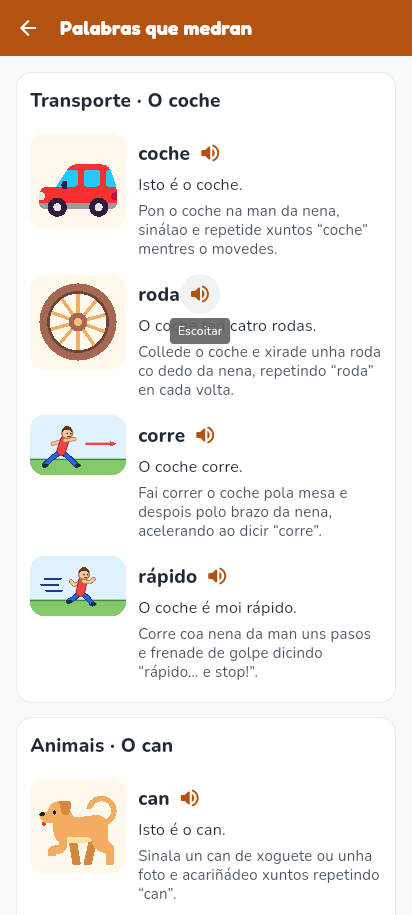 Palabras que medran
Transporte · O coche
coche
Isto é o coche.
Pon o coche na man da nena,
sinálao e repetide xuntos “coche”
mentres o movedes.
roda
Escoitar
O coche ten catro rodas.
Collede o coche e xirade unha roda
co dedo da nena, repetindo “roda”
en cada volta.
corre
O coche corre.
Fai correr o coche pola mesa e
despois polo brazo da nena,
acelerando ao dicir “corre”.
rápido
O coche é moi rápido.
Corre coa nena da man uns pasos
e frenade de golpe dicindo
“rápido… e stop!”.
Animais · O can
can
Isto é o can.
Sinala un can de xoguete ou unha
foto e acariñádeo xuntos repetindo
“can”.